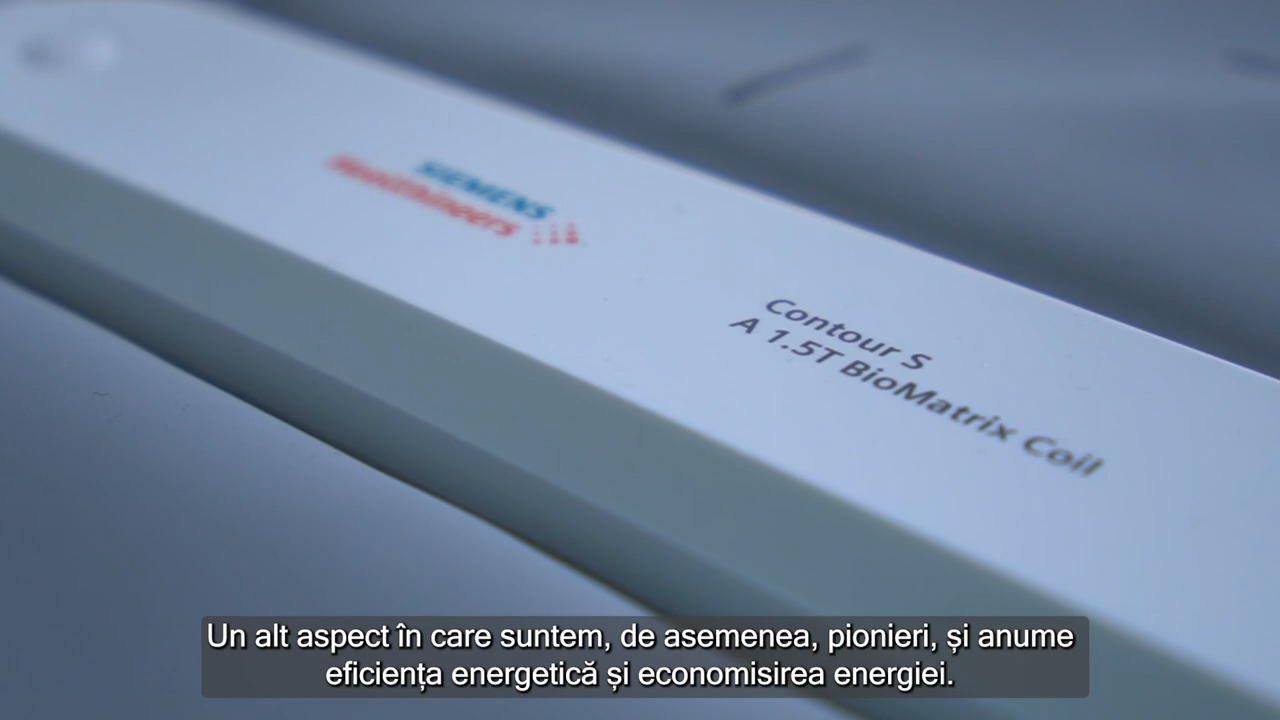 SIEMENS
Healthineers
Contour S
A 1.5T BioMatrix Coil
Un alt aspect în care suntem, de asemenea, pionieri, și anume
eficiența energetică și economisirea energiei.